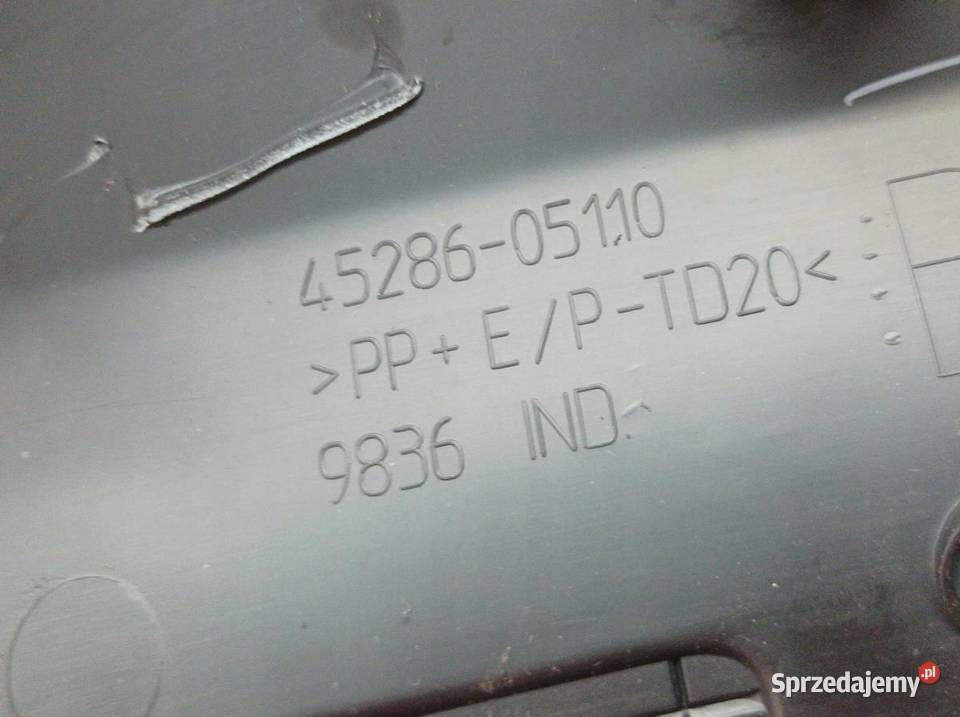 45286-05110
>PP+ E/P-TD20<
9836 IND.
Sprzedajemy.pl